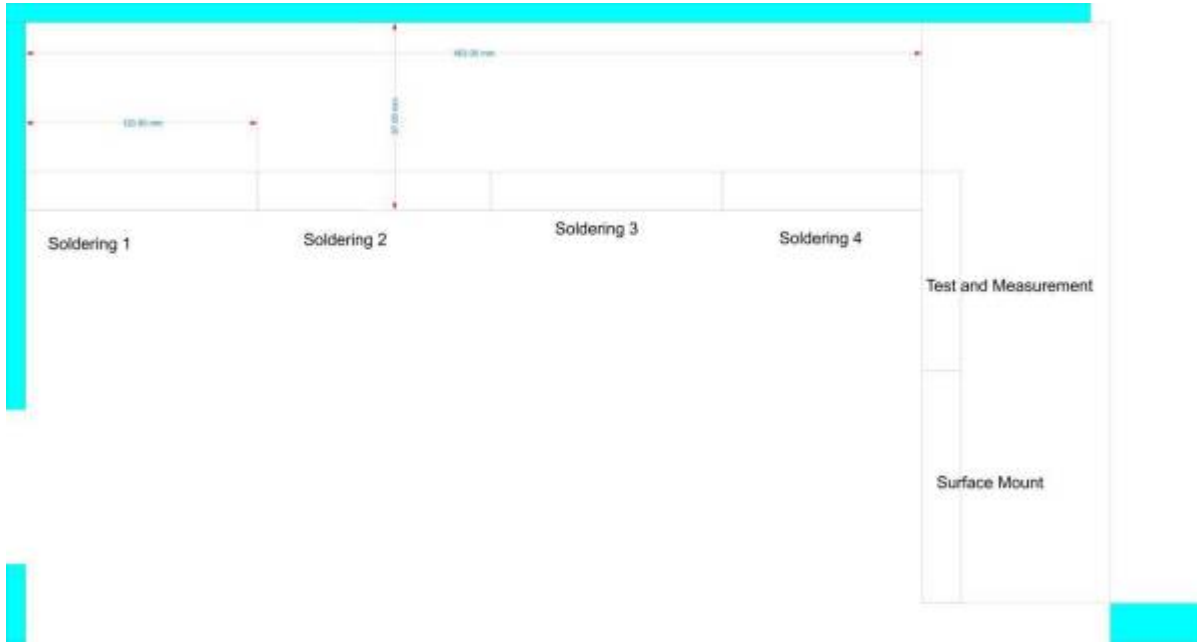 Soldering 1
Soldering 2
Soldering 3
Soldering 4
Test and Measurement
Surface Mount